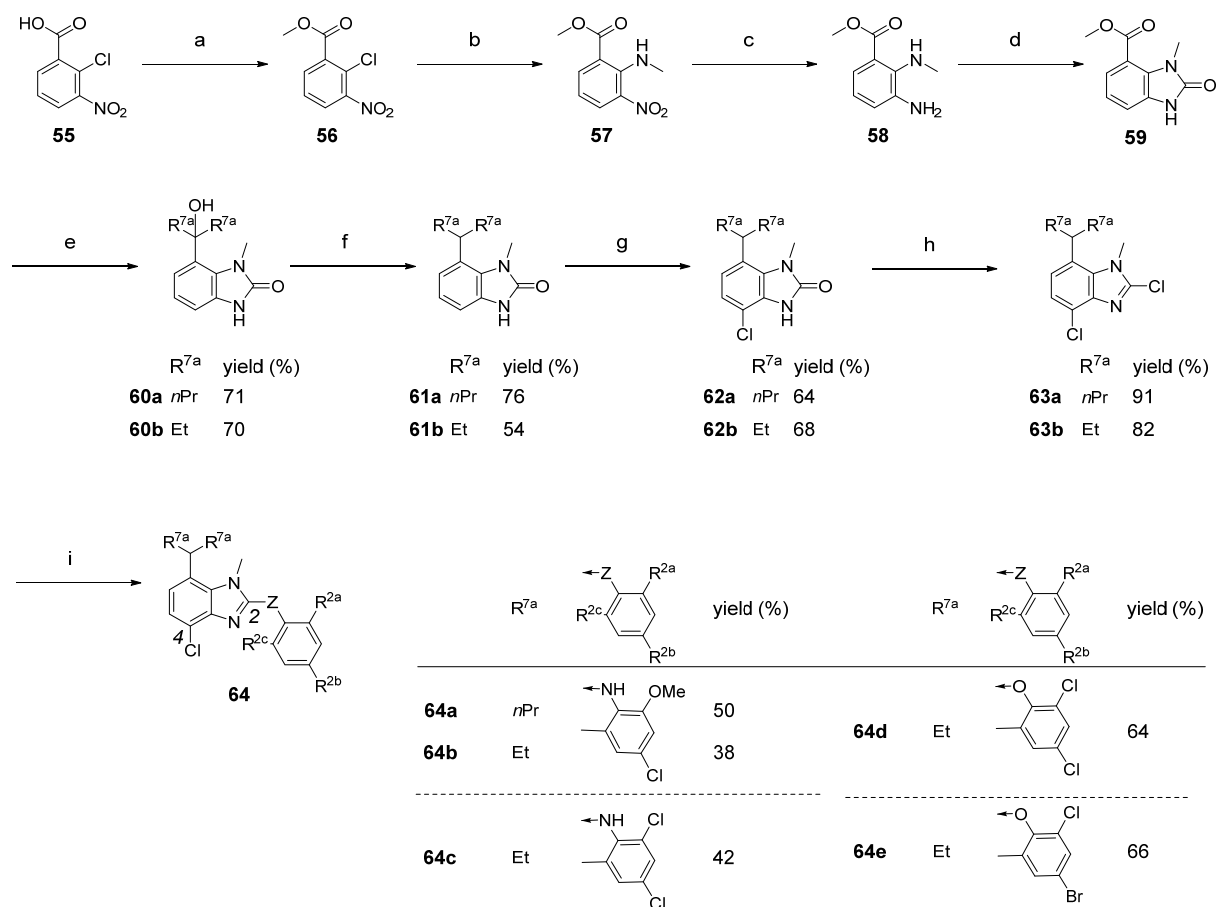 a b c d
HO O Cl NO2 55
O O Cl NO2 56
O O NH NO2 57
O O NH NH2 58
O O N N H O 59
e f g h
OH R7a R7a N N H O
R7a R7a N N H O
R7a R7a N N H O Cl
R7a R7a N N Cl Cl
R7a yield (%) R7a yield (%) R7a yield (%) R7a yield (%)
60a nPr 71 61a nPr 76 62a nPr 64 63a nPr 91
60b Et 70 61b Et 54 62b Et 68 63b Et 82
i
R7a R7a N N 2 4 Cl Z R2a R2c R2b
64
R7a Z R2a R2c R2b yield (%)
64a nPr NH OMe Cl 50
64b Et 38
64c Et NH Cl Cl 42
R7a Z R2a R2c R2b yield (%)
64d Et O Cl Cl 64
64e Et O Cl Br 66